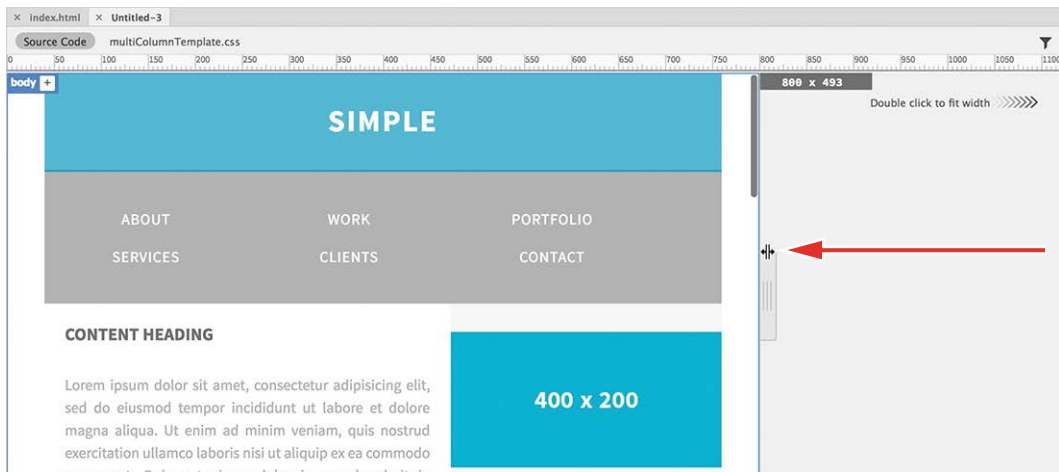 × index.html × Untitled-3
Source Code multiColumnTemplate.css
0 50 100 150 200 250 300 350 400 450 500 550 600 650 700 750 800 850 900 950 1000 1050 1100
body + 800 x 493
Double click to fit width
SIMPLE
ABOUT WORK PORTFOLIO
SERVICES CLIENTS CONTACT
CONTENT HEADING
Lorem ipsum dolor sit amet, consectetur adipisicing elit,
sed do eiusmod tempor incididunt ut labore et dolore
magna aliqua. Ut enim ad minim veniam, quis nostrud
exercitation ullamco laboris nisi ut aliquip ex ea commodo
400 x 200